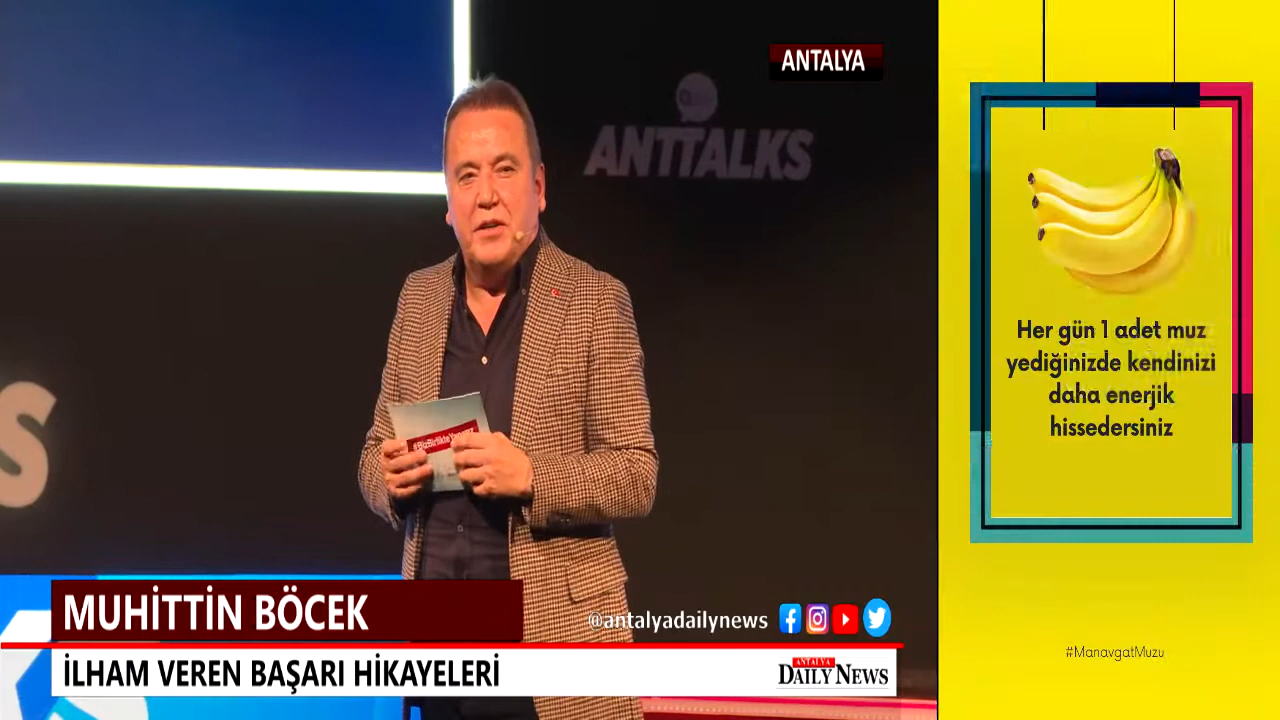 ANTALYA
ANTTALKS
S
#BizBirlikteYaparız
MUHİTTİN BÖCEK
@antalyadailynews
İLHAM VEREN BAŞARI HİKAYELERİ
ANTALYA
DAILY NEWS
Her gün 1 adet muz
yediğinizde kendinizi
daha enerjik
hissedersiniz
#ManavgatMuzu